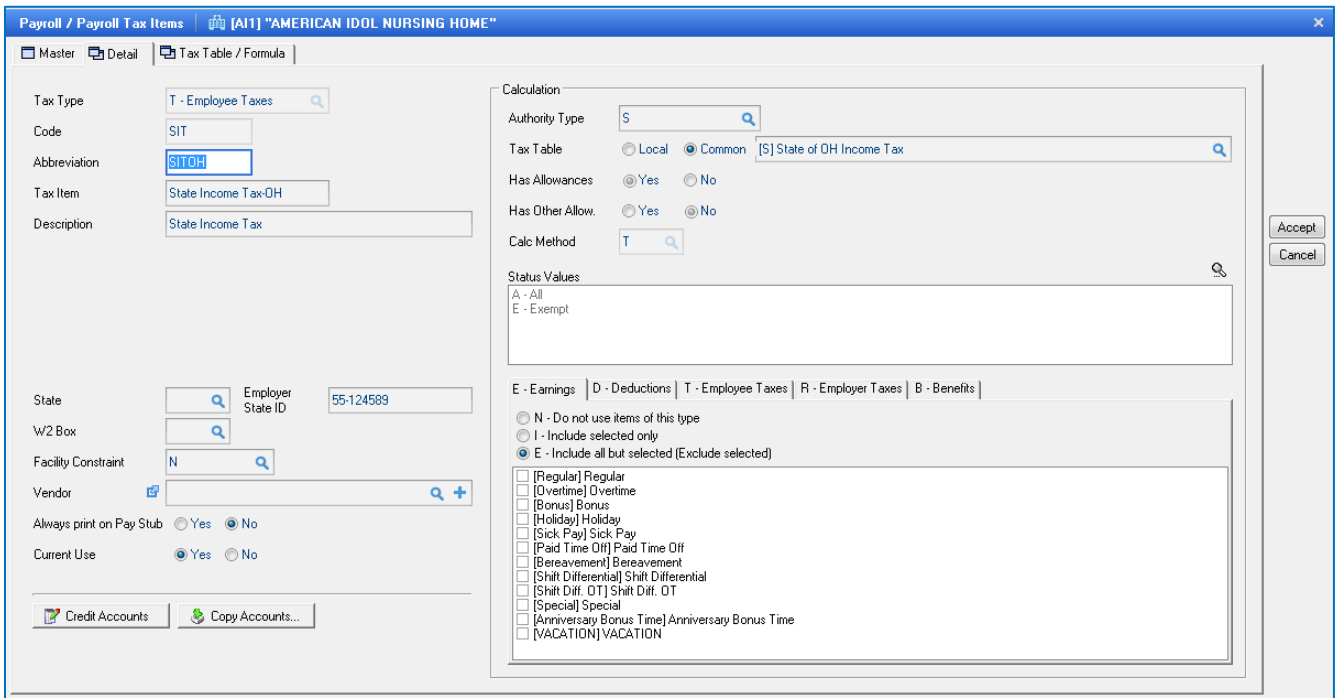 Payroll / Payroll Tax Items [AI1] "AMERICAN IDOL NURSING HOME"
Master Detail Tax Table / Formula
Tax Type T - Employee Taxes
Code SIT
Abbreviation SITOH
Tax Item State Income Tax-OH
Description State Income Tax
State Employer State ID 55-124589
W2 Box
Facility Constraint N
Vendor
Always print on Pay Stub Yes No
Current Use Yes No
Credit Accounts Copy Accounts...
Calculation
Authority Type S
Tax Table Local Common [S] State of OH Income Tax
Has Allowances Yes No
Has Other Allow. Yes No
Calc Method T
Status Values
A - All
E - Exempt
E - Earnings D - Deductions T - Employee Taxes R - Employer Taxes B - Benefits
N - Do not use items of this type
I - Include selected only
E - Include all but selected (Exclude selected)
[Regular] Regular
[Overtime] Overtime
[Bonus] Bonus
[Holiday] Holiday
[Sick Pay] Sick Pay
[Paid Time Off] Paid Time Off
[Bereavement] Bereavement
[Shift Differential] Shift Differential
[Shift Diff. OT] Shift Diff. OT
[Special] Special
[Anniversary Bonus Time] Anniversary Bonus Time
[VACATION] VACATION
Accept
Cancel